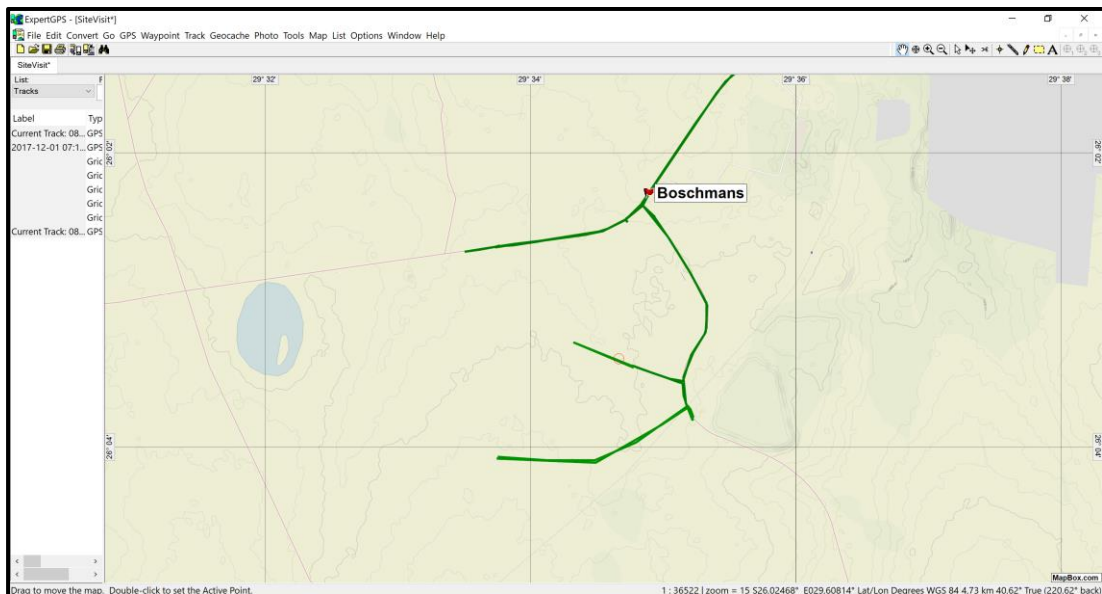 ExpertGPS - [SiteVisit*]
File Edit Convert Go GPS Waypoint Track Geocache Photo Tools Map List Options Window Help
SiteVisit*
List: F
Tracks
Label Typ
Current Track: 08... GPS
2017-12-01 07:1... GPS
Gric
Gric
Gric
Gric
Gric
Current Track: 08... GPS
29° 32' 29° 34' 29° 36' 29° 38'
26° 02' 26° 02'
Boschmans
26° 04' 26° 04'
MapBox.com
Drag to move the map. Double-click to set the Active Point. 1 : 36522 | zoom = 15 S26.02468° E029.60814° Lat/Lon Degrees WGS 84 4.73 km 40.62° True (220.62° back)